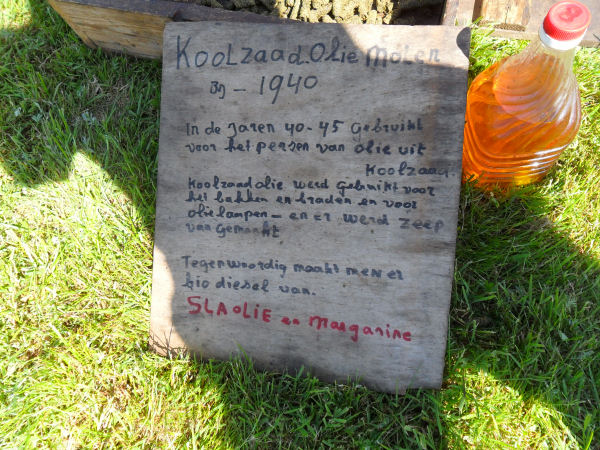 Koolzaad.Olie Molen
Bj - 1940
In de Jaren 40-45 gebruikt
voor het persen van olie uit
Koolzaad.
Koolzaadolie werd gebruikt voor
het bakken en braden en voor
olielampen - en er werd zeep
van gemaakt
Tegenwoordig maakt men er
bio diesel van.
SLAOLIE en Margarine